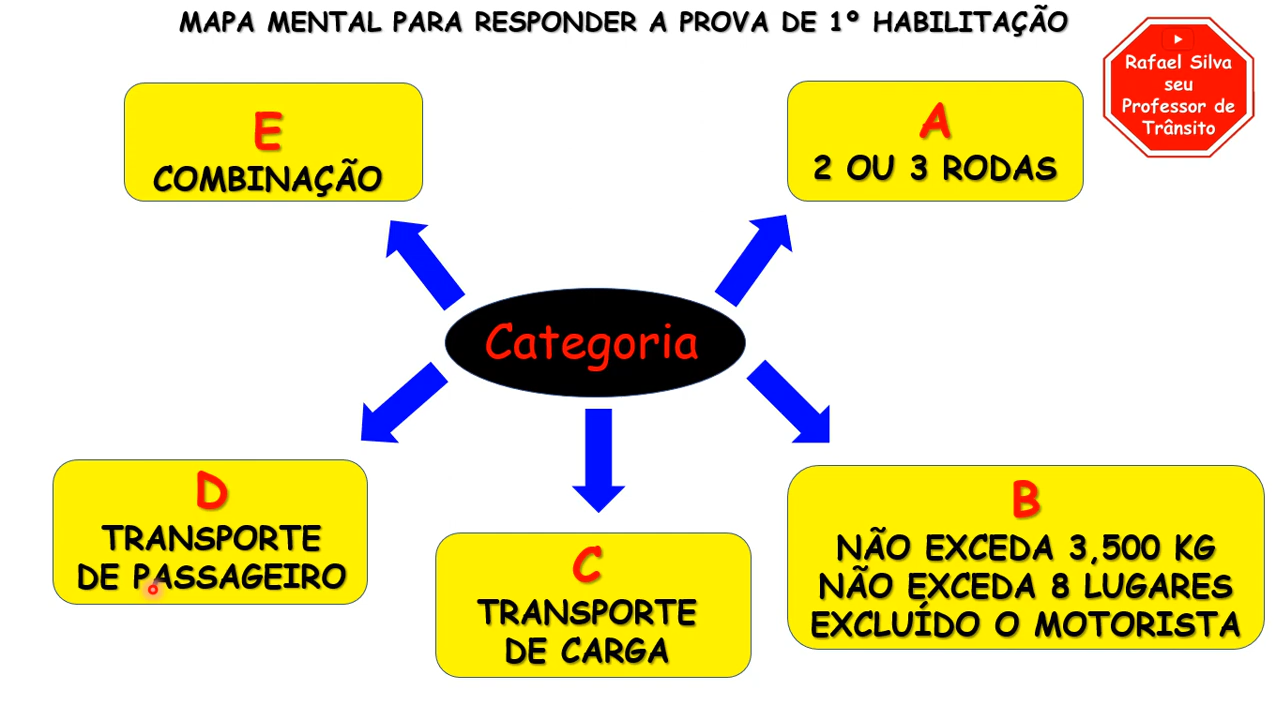 MAPA MENTAL PARA RESPONDER A PROVA DE 1º HABILITAÇÃO
Rafael Silva
seu
Professor de
Trânsito
E
COMBINAÇÃO
A
2 OU 3 RODAS
Categoria
D
TRANSPORTE
DE PASSAGEIRO
C
TRANSPORTE
DE CARGA
B
NÃO EXCEDA 3,500 KG
NÃO EXCEDA 8 LUGARES
EXCLUÍDO O MOTORISTA